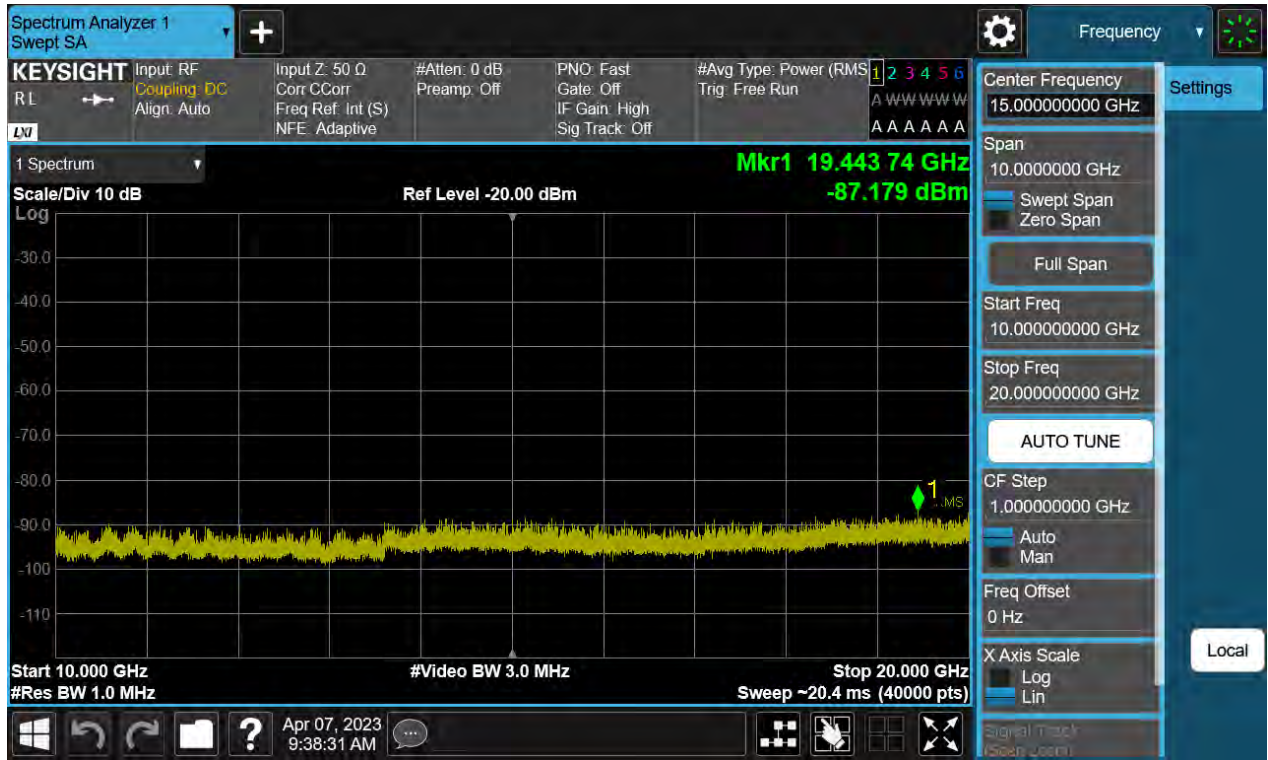 Spectrum Analyzer 1
Swept SA
Frequency
KEYSIGHT
RL
LXI
Input: RF
Coupling: DC
Align: Auto
Input Z: 50 Ω
Corr CCorr
Freq Ref: Int (S)
NFE: Adaptive
#Atten: 0 dB
Preamp: Off
PNO: Fast
Gate: Off
IF Gain: High
Sig Track: Off
#Avg Type: Power (RMS
Trig: Free Run
1 2 3 4 5 6
A W W W W W
A A A A A A
1 Spectrum
Mkr1 19.443 74 GHz
-87.179 dBm
Scale/Div 10 dB
Ref Level -20.00 dBm
Log
-30.0
-40.0
-50.0
-60.0
-70.0
-80.0
-90.0
-100
-110
1
Start 10.000 GHz
#Video BW 3.0 MHz
Stop 20.000 GHz
#Res BW 1.0 MHz
Sweep ~20.4 ms (40000 pts)
Center Frequency
15.000000000 GHz
Settings
Span
10.0000000 GHz
Swept Span
Zero Span
Full Span
Start Freq
10.000000000 GHz
Stop Freq
20.000000000 GHz
AUTO TUNE
CF Step
1.000000000 GHz
Auto
Man
Freq Offset
0 Hz
X Axis Scale
Log
Lin
Local
Signal Track
(Span Zoom)
?
Apr 07, 2023
9:38:31 AM